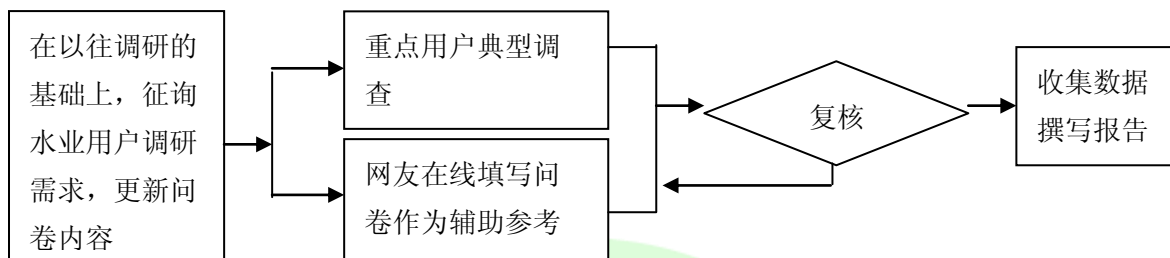 在以往调研的
基础上，征询
水业用户调研
需求，更新问
卷内容
重点用户典型调
查
网友在线填写问
卷作为辅助参考
复核
收集数据
撰写报告